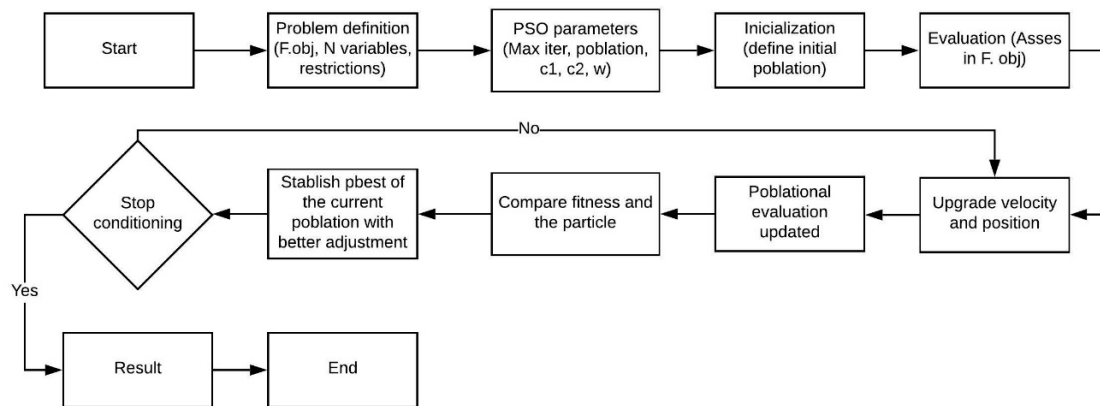 Start
Problem definition
(F.obj, N variables,
restrictions)
PSO parameters
(Max iter, poblation,
c1, c2, w)
Inicialization
(define initial
poblation)
Evaluation (Asses
in F. obj)
No
Stop
conditioning
Stablish pbest of
the current
poblation with
better adjustment
Compare fitness and
the particle
Poblational
evaluation
updated
Upgrade velocity
and position
Yes
Result
End